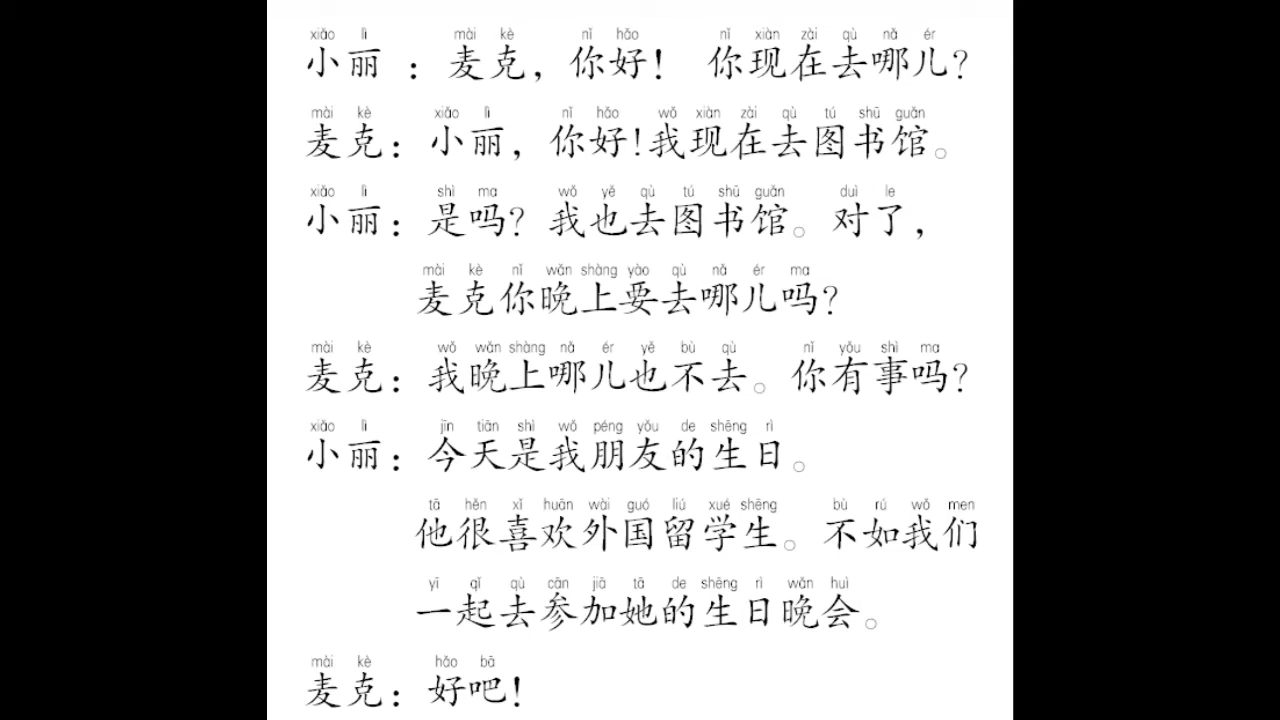 xiǎo lì mài kè nǐ hǎo nǐ xiàn zài qù nǎ ér
小丽 ：麦克，你好！ 你现在去哪儿？
mài kè xiǎo lì nǐ hǎo wǒ xiàn zài qù tú shū guǎn
麦克：小丽，你好！我现在去图书馆。
xiǎo lì shì ma wǒ yě qù tú shū guǎn duì le
小丽：是吗？我也去图书馆。对了，
mài kè nǐ wǎn shàng yào qù nǎ ér ma
麦克你晚上要去哪儿吗？
mài kè wǒ wǎn shàng nǎ ér yě bù qù nǐ yǒu shì ma
麦克：我晚上哪儿也不去。你有事吗？
xiǎo lì jīn tiān shì wǒ péng yǒu de shēng rì
小丽：今天是我朋友的生日。
tā hěn xǐ huān wài guó liú xué shēng bù rú wǒ men
他很喜欢外国留学生。不如我们
yī qǐ qù cān jiā tā de shēng rì wǎn huì
一起去参加她的生日晚会。
mài kè hǎo bā
麦克：好吧！